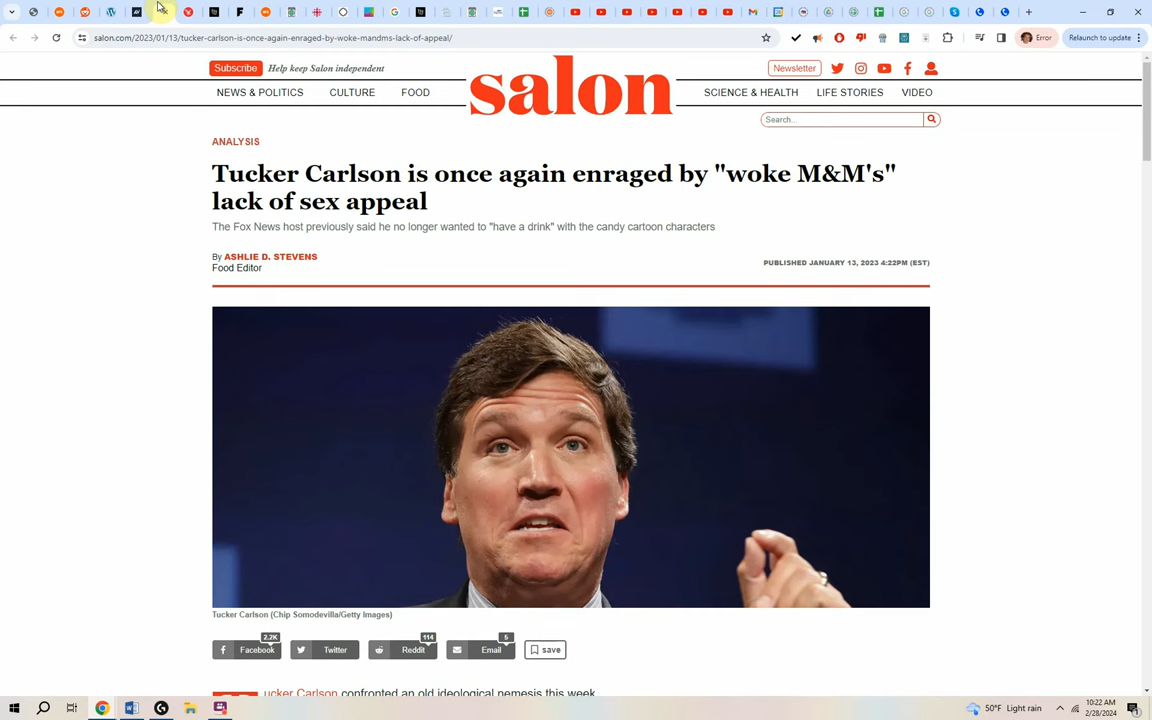 salon.com/2023/01/13/tucker-carlson-is-once-again-enraged-by-woke-mandms-lack-of-appeal/
Error
Relaunch to update
Subscribe
Help keep Salon independent
salon
Newsletter
NEWS & POLITICS
CULTURE
FOOD
SCIENCE & HEALTH
LIFE STORIES
VIDEO
Search...
ANALYSIS
Tucker Carlson is once again enraged by "woke M&M's"
lack of sex appeal
The Fox News host previously said he no longer wanted to "have a drink" with the candy cartoon characters
By ASHLIE D. STEVENS
Food Editor
PUBLISHED JANUARY 13, 2023 4:22PM (EST)
Tucker Carlson (Chip Somodevilla/Getty Images)
2.2K
Facebook
Twitter
114
Reddit
5
Email
save
ucker Carlson confronted an old ideological nemesis this week
50°F Light rain
10:22 AM
2/28/2024